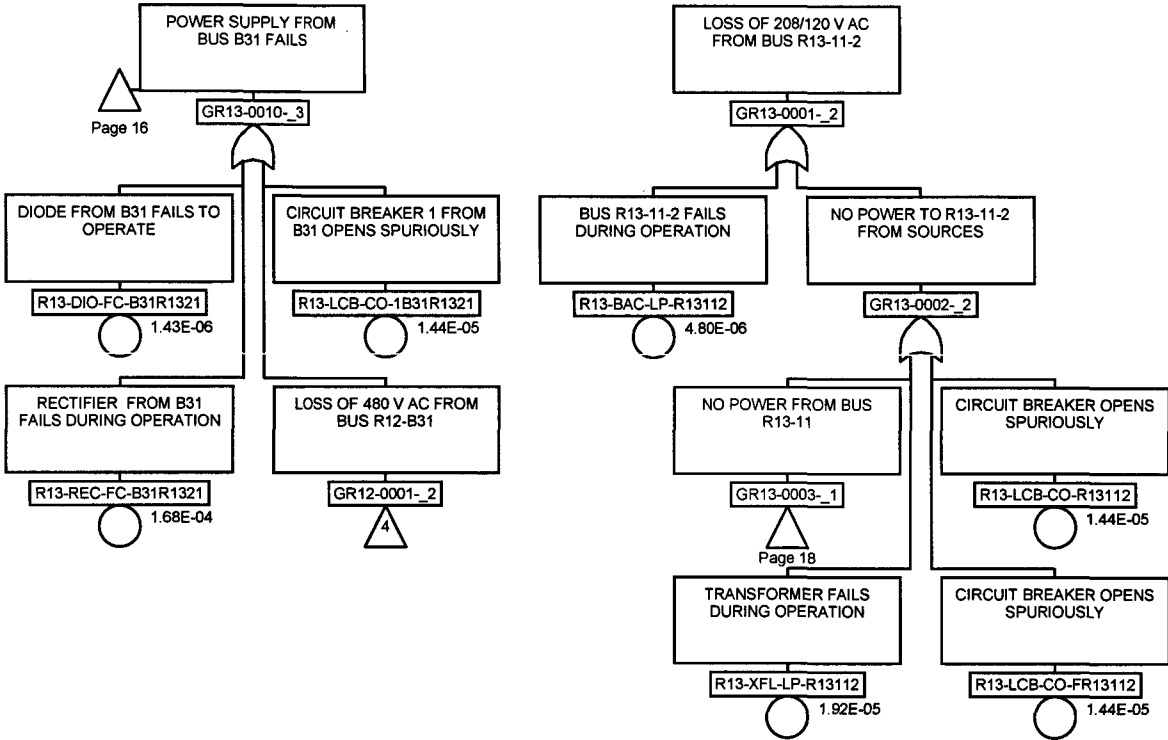 POWER SUPPLY FROM
BUS B31 FAILS
Page 16
GR13-0010-_3
DIODE FROM B31 FAILS TO
OPERATE
R13-DIO-FC-B31R1321
1.43E-06
CIRCUIT BREAKER 1 FROM
B31 OPENS SPURIOUSLY
R13-LCB-CO-1B31R1321
1.44E-05
RECTIFIER FROM B31
FAILS DURING OPERATION
R13-REC-FC-B31R1321
1.68E-04
LOSS OF 480 V AC FROM
BUS R12-B31
GR12-0001-_2
4
LOSS OF 208/120 V AC
FROM BUS R13-11-2
GR13-0001-_2
BUS R13-11-2 FAILS
DURING OPERATION
R13-BAC-LP-R13112
4.80E-06
NO POWER TO R13-11-2
FROM SOURCES
GR13-0002-_2
NO POWER FROM BUS
R13-11
GR13-0003-_1
Page 18
CIRCUIT BREAKER OPENS
SPURIOUSLY
R13-LCB-CO-R13112
1.44E-05
TRANSFORMER FAILS
DURING OPERATION
R13-XFL-LP-R13112
1.92E-05
CIRCUIT BREAKER OPENS
SPURIOUSLY
R13-LCB-CO-FR13112
1.44E-05